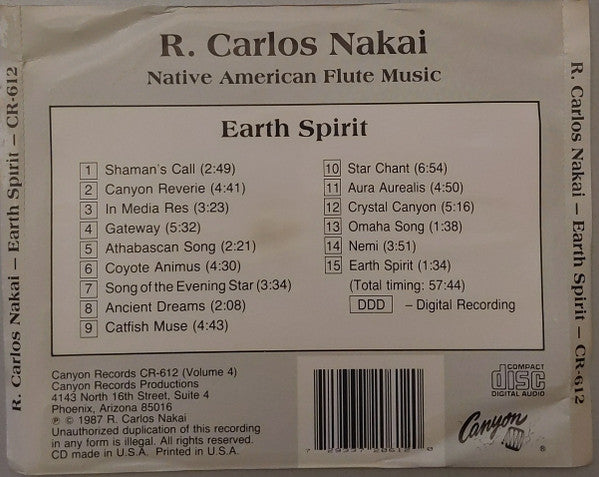 R. Carlos Nakai
Native American Flute Music
Earth Spirit
1 Shaman's Call (2:49)
2 Canyon Reverie (4:41)
3 In Media Res (3:23)
4 Gateway (5:32)
5 Athabascan Song (2:21)
6 Coyote Animus (4:30)
7 Song of the Evening Star (3:34)
8 Ancient Dreams (2:08)
9 Catfish Muse (4:43)
10 Star Chant (6:54)
11 Aura Aurealis (4:50)
12 Crystal Canyon (5:16)
13 Omaha Song (1:38)
14 Nemi (3:51)
15 Earth Spirit (1:34)
(Total timing: 57:44)
DDD – Digital Recording
Canyon Records CR-612 (Volume 4)
Canyon Records Productions
4143 North 16th Street, Suite 4
Phoenix, Arizona 85016
℗ © 1987 R. Carlos Nakai
Unauthorized duplication of this recording
in any form is illegal. All rights reserved.
CD made in U.S.A. Printed in U.S.A.
COMPACT
disc
DIGITAL AUDIO
Canyon
®
R. Carlos Nakai – Earth Spirit – CR-612
R. Carlos Nakai – Earth Spirit – CR-612